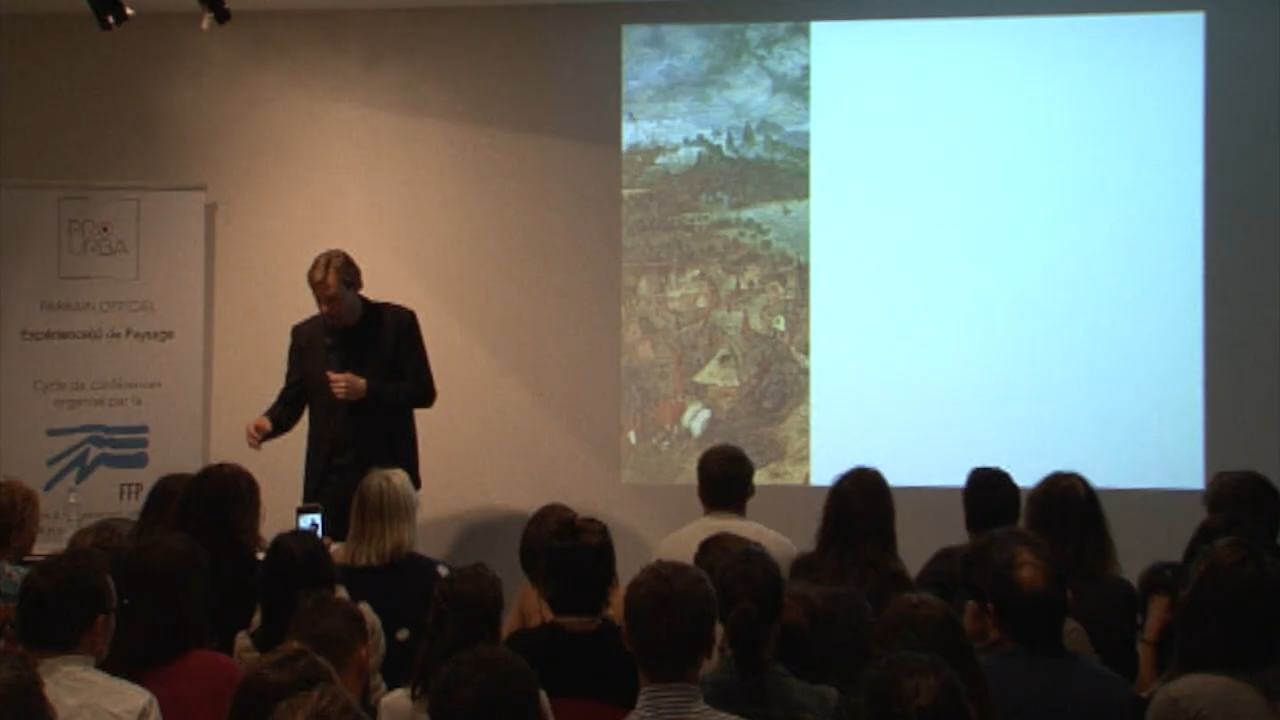 PRO
URBA
PARRAIN OFFICIEL
Expérience(s) de Paysage
Cycle de conférences
organisé par la
FFP